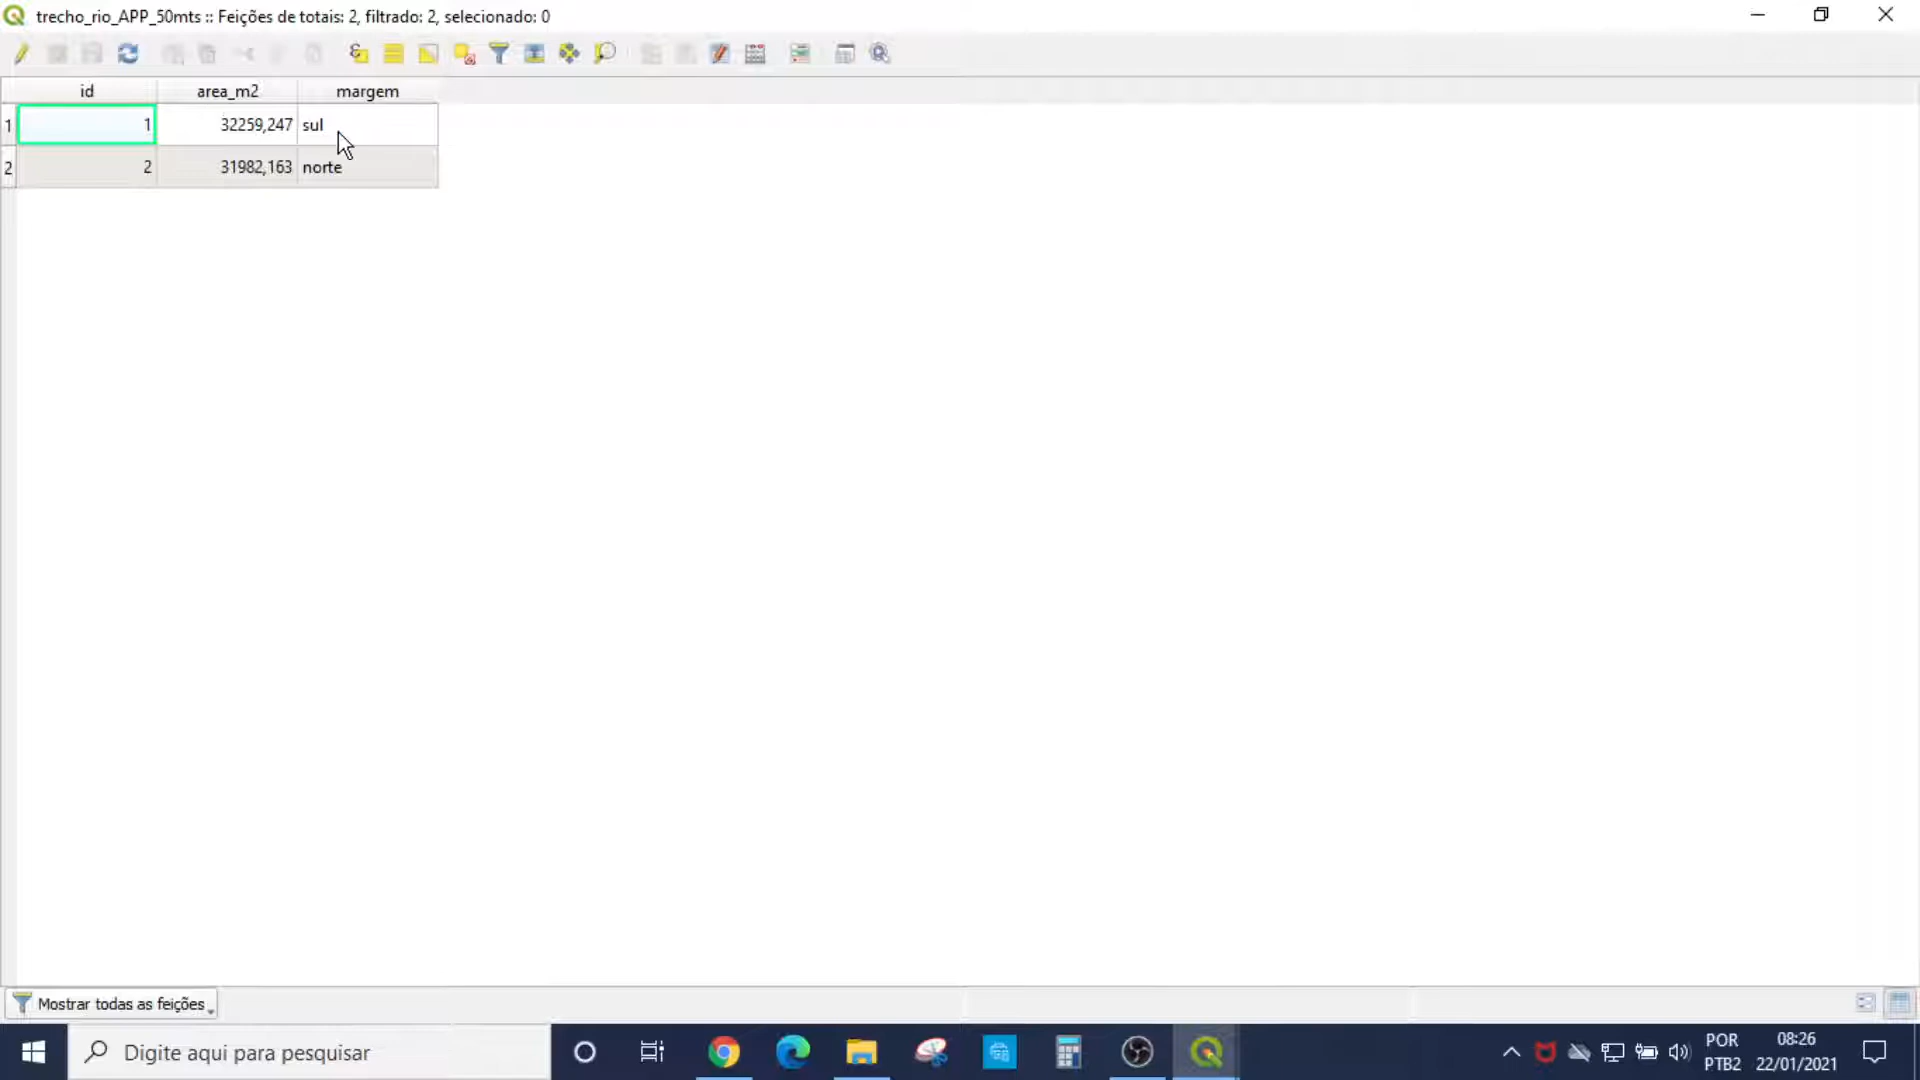 trecho_rio_APP_50mts :: Feições de totais: 2, filtrado: 2, selecionado: 0
id area_m2 margem
1 1 32259,247 sul
2 2 31982,163 norte
Mostrar todas as feições
Digite aqui para pesquisar
POR 08:26
PTB2 22/01/2021